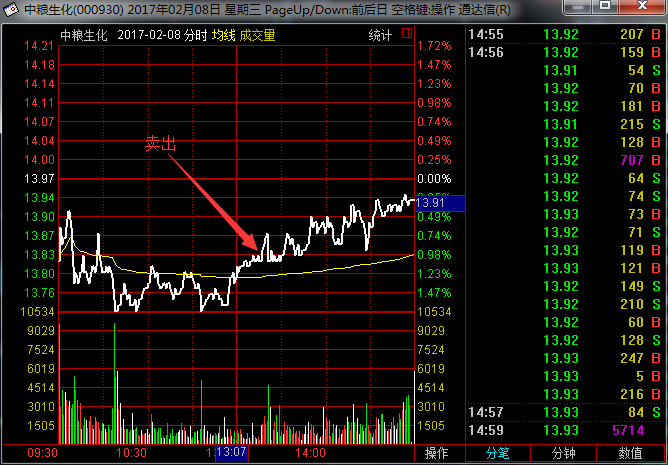 中粮生化(000930) 2017年02月08日 星期三 PageUp/Down:前后日 空格键:操作 通达信(R)
中粮生化 2017-02-08 分时 均线 成交量 统计
14.21 1.72%
14.18 1.46%
14.14 1.23%
14.11 0.98%
14.07 0.74%
14.04 0.49%
14.00 0.25%
13.97 0.00%
13.94
13.91
13.90 0.49%
13.87 0.74%
13.83 0.98%
13.80 1.23%
13.76 1.47%
卖出
10534 10534
9029 9029
7524 7524
6019 6019
4514 4514
3010 3010
1505 1505
09:30 10:30 13:07 14:00 操作
14:55 13.92 207 B
14:56 13.92 159 B
13.91 54 S
13.92 70 B
13.92 181 B
13.91 215 S
13.92 128 B
13.92 707 B
13.92 64 S
13.92 74 S
13.93 73 B
13.92 71 S
13.93 119 B
13.93 121 B
13.92 149 S
13.92 210 S
13.92 60 B
13.92 128 S
13.93 247 B
13.93 5 B
13.93 216 B
14:57 13.93 84 S
14:59 13.93 5714
分笔 分钟 数值